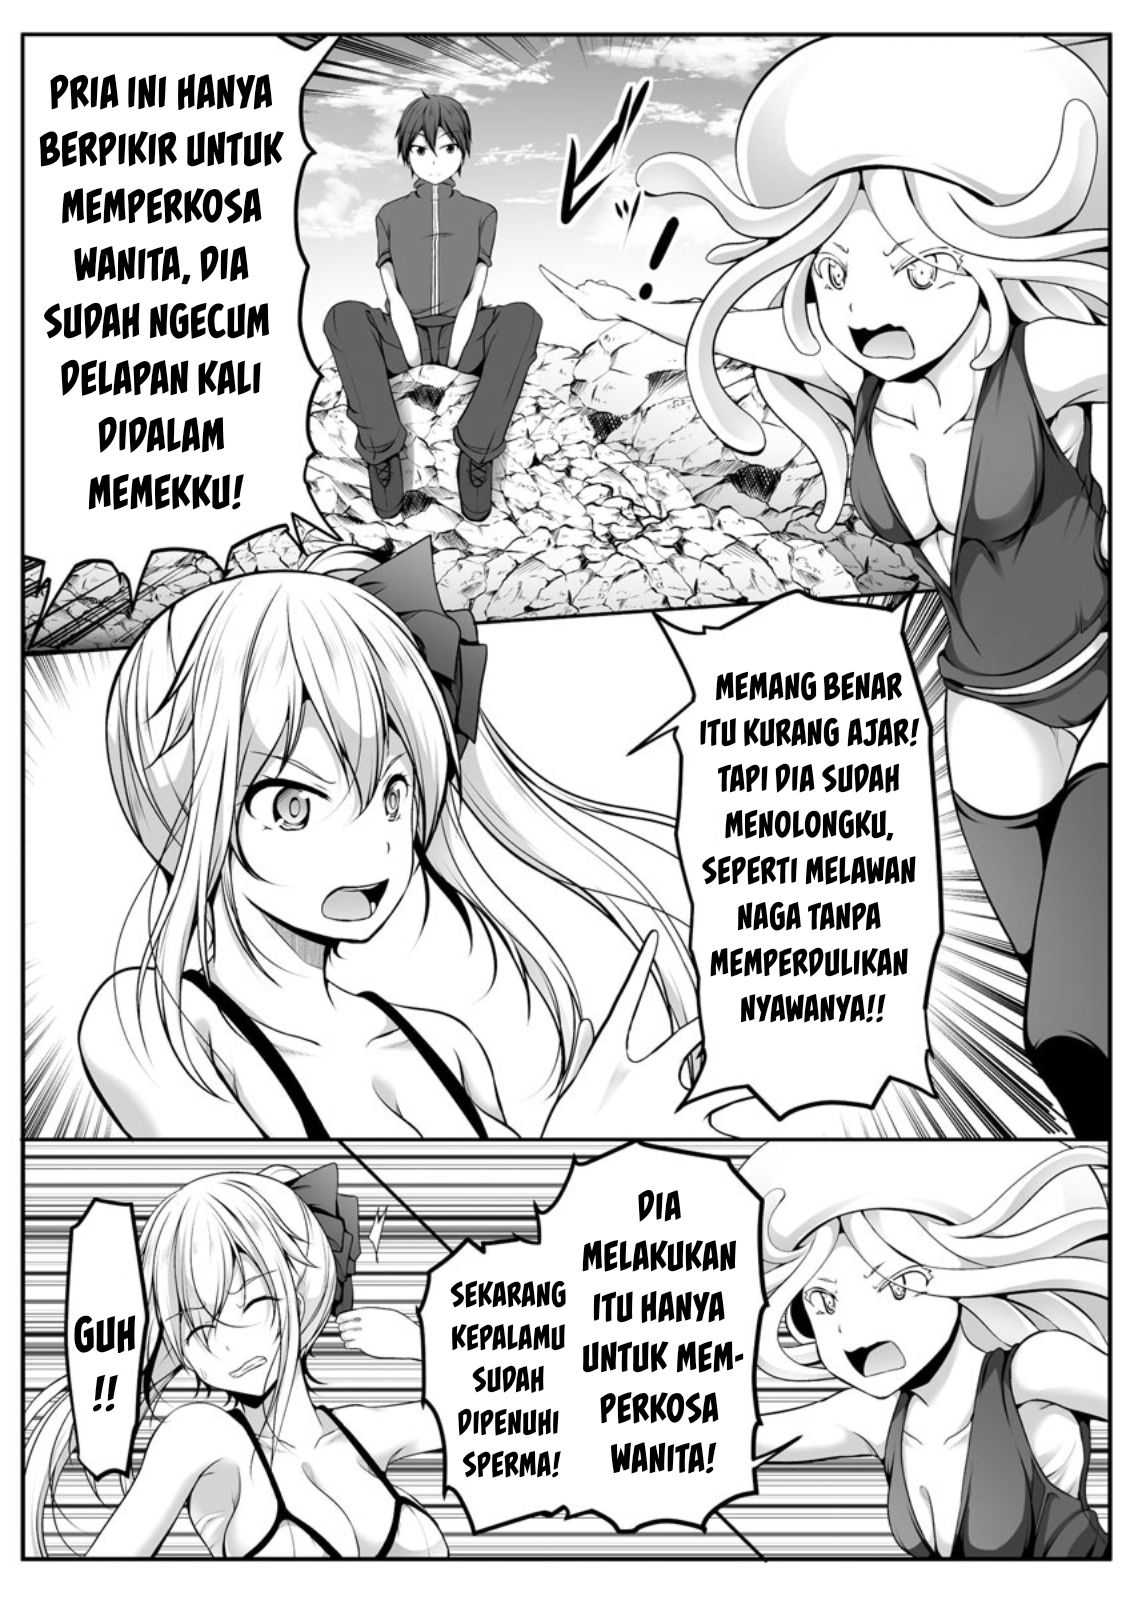 PRIA INI HANYA
BERPIKIR UNTUK
MEMPERKOSA
WANITA, DIA
SUDAH NGECUM
DELAPAN KALI
DIDALAM
MEMEKKU!
MEMANG BENAR
ITU KURANG AJAR!
TAPI DIA SUDAH
MENOLONGKU,
SEPERTI MELAWAN
NAGA TANPA
MEMPERDULIKAN
NYAWANYA!!
DIA
MELAKUKAN
ITU HANYA
UNTUK MEM-
PERKOSA
WANITA!
SEKARANG
KEPALAMU
SUDAH
DIPENUHI
SPERMA!
GUH
!!